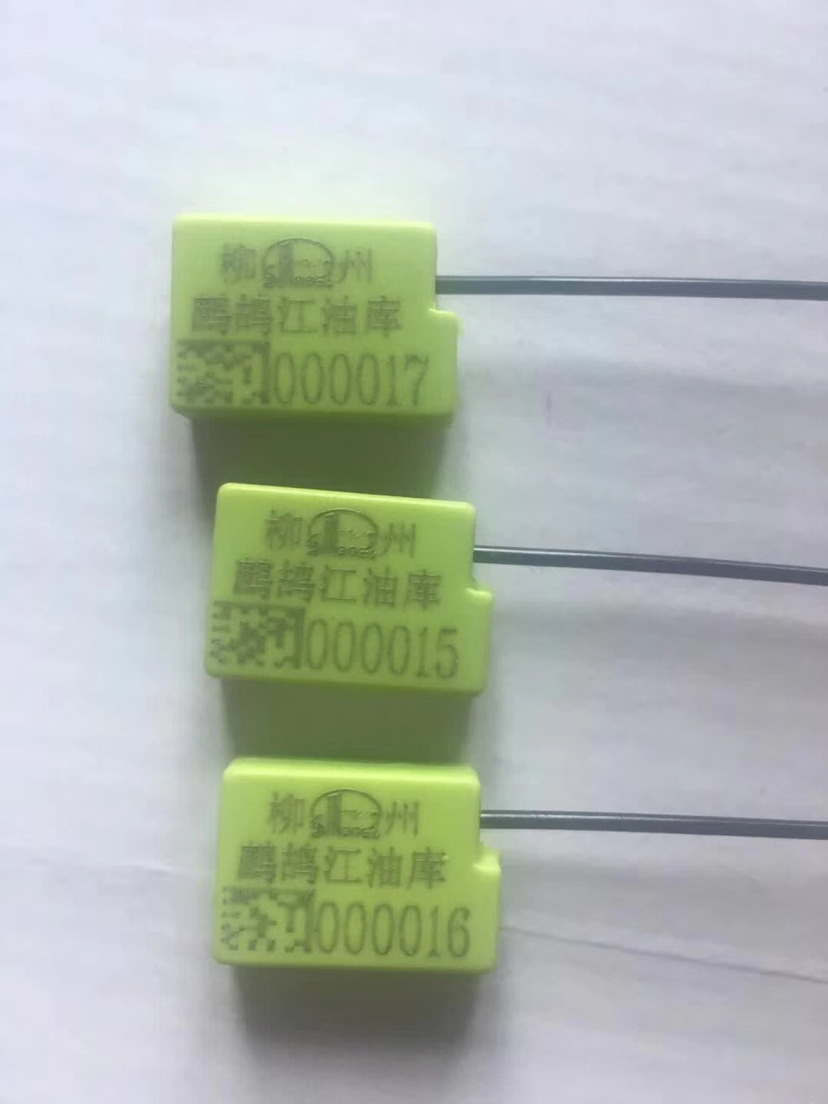 柳 州
鹧鸪江油库
000017
柳 州
鹧鸪江油库
000015
柳 州
鹧鸪江油库
000016